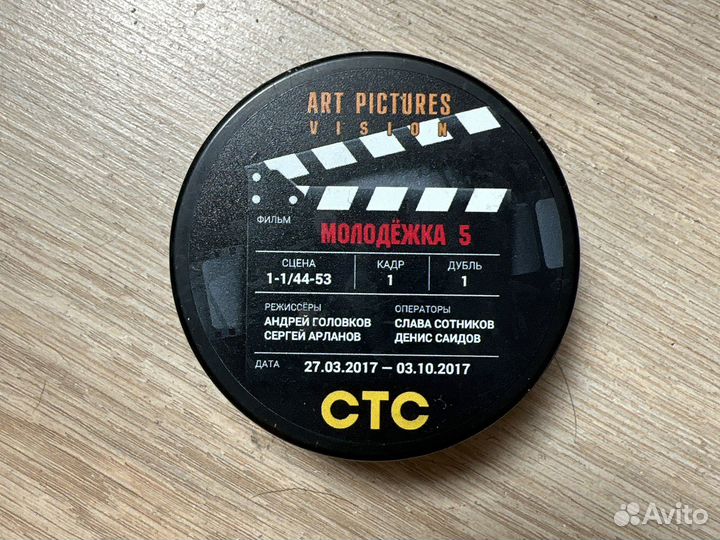 ART PICTURES
VISION
ФИЛЬМ
МОЛОДЁЖКА 5
СЦЕНА КАДР ДУБЛЬ
1-1/44-53 1 1
РЕЖИССЁРЫ ОПЕРАТОРЫ
АНДРЕЙ ГОЛОВКОВ СЛАВА СОТНИКОВ
СЕРГЕЙ АРЛАНОВ ДЕНИС САИДОВ
ДАТА 27.03.2017 — 03.10.2017
СТС
Avito